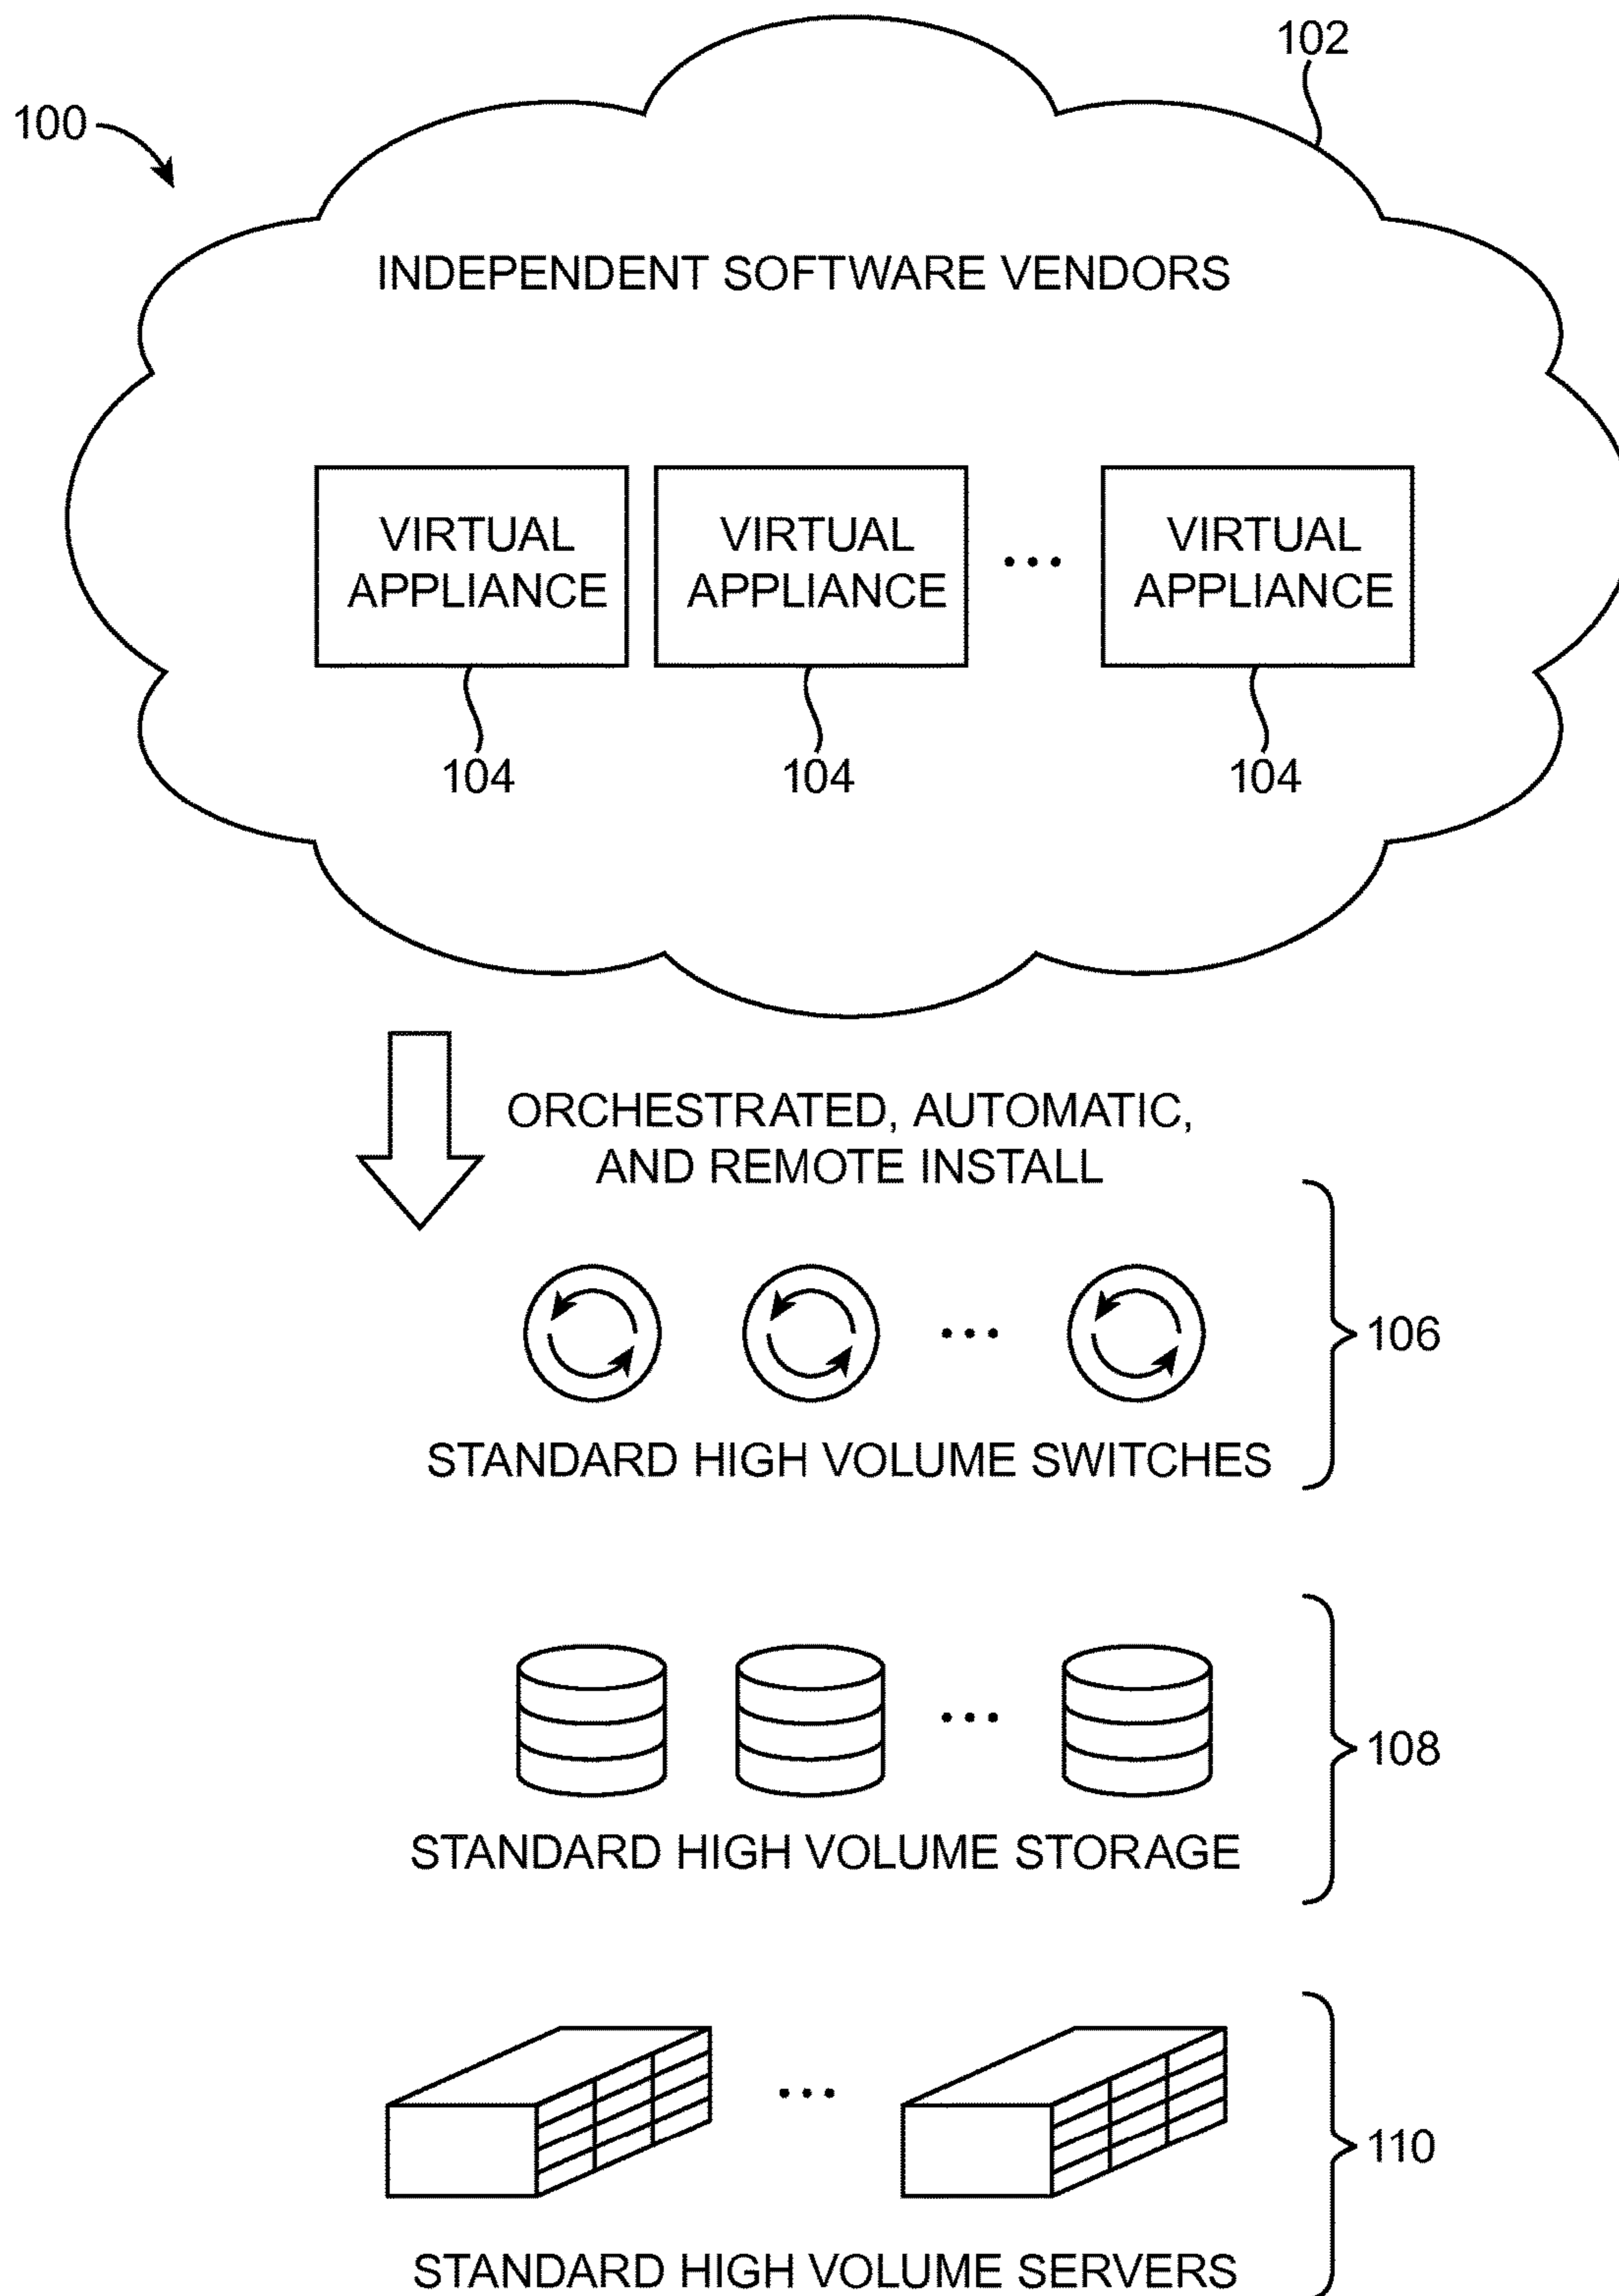 102
100
INDEPENDENT SOFTWARE VENDORS
VIRTUAL
APPLIANCE
VIRTUAL
APPLIANCE
...
VIRTUAL
APPLIANCE
104
104
104
ORCHESTRATED, AUTOMATIC,
AND REMOTE INSTALL
...
106
STANDARD HIGH VOLUME SWITCHES
...
108
STANDARD HIGH VOLUME STORAGE
...
110
STANDARD HIGH VOLUME SERVERS